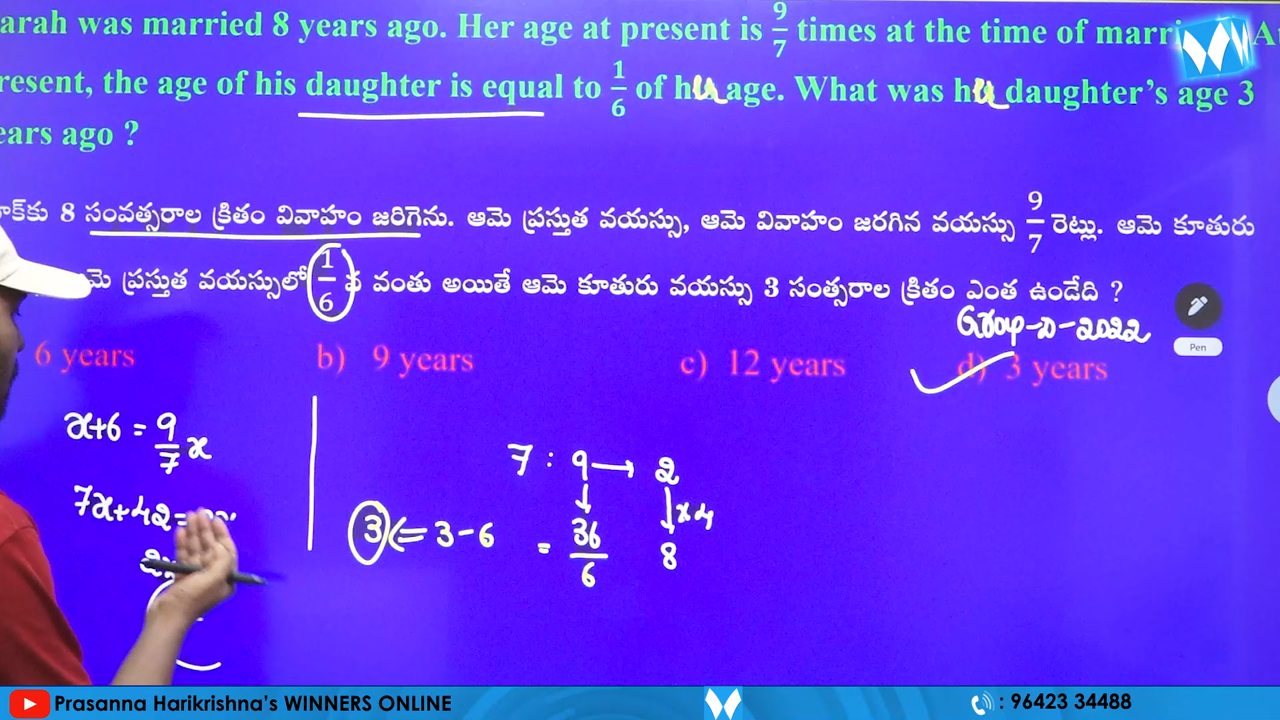 arah was married 8 years ago. Her age at present is 9/7 times at the time of marri
resent, the age of his daughter is equal to 1/6 of her age. What was her daughter's age 3
ears ago ?
8 సంవత్సరాల క్రితం వివాహం జరిగెను. ఆమె ప్రస్తుత వయస్సు, ఆమె వివాహం జరగిన వయస్సు 9/7 రెట్లు. ఆమె కూతురు
ప్రస్తుత వయస్సులో 1/6 వ వంతు అయితే ఆమె కూతురు వయస్సు 3 సంత్సరాల క్రితం ఎంత ఉండేది ?
Group-D-2022
Pen
6 years b) 9 years c) 12 years d) 3 years
x+6 = 9/7 x
7 : 9 → 2
7x+42=
×4
3 ⇐ 3-6 = 36/6 8
Prasanna Harikrishna's WINNERS ONLINE : 96423 34488